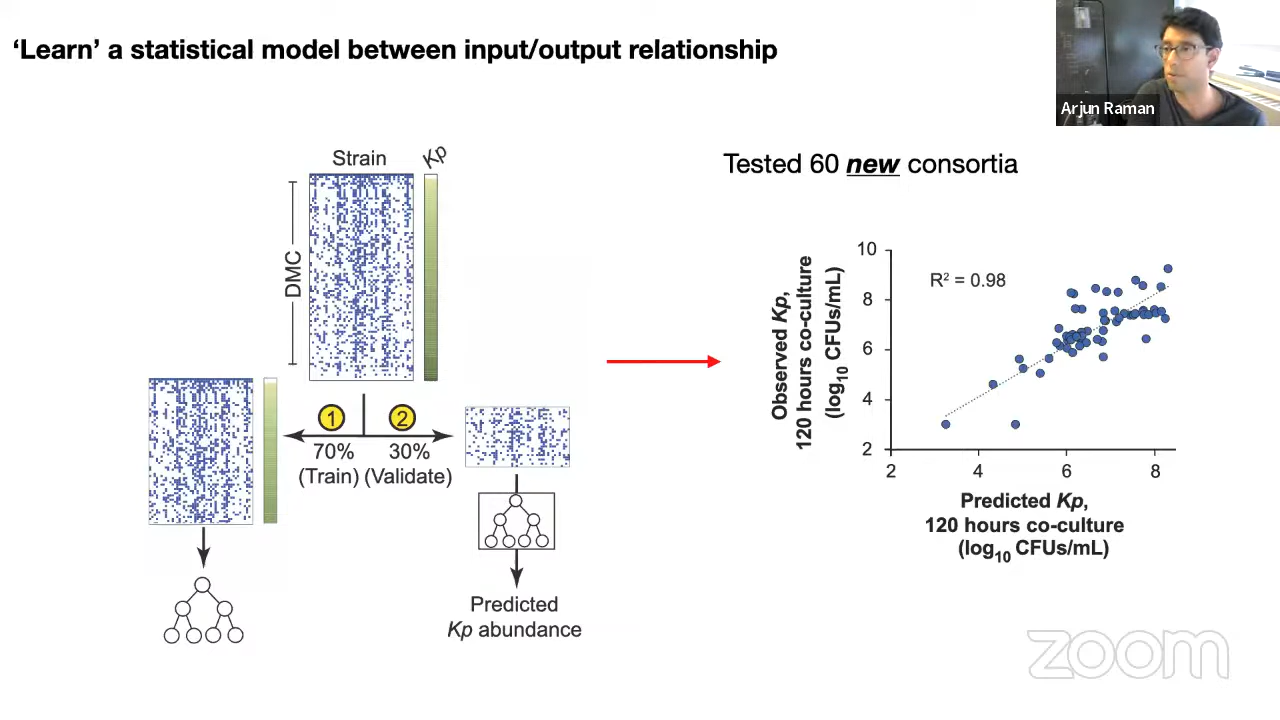 'Learn' a statistical model between input/output relationship
Arjun Raman
Strain
Kp
DMC
1
2
70%
30%
(Train)
(Validate)
Predicted
Kp abundance
Tested 60 new consortia
R² = 0.98
Observed Kp,
120 hours co-culture
(log₁₀ CFUs/mL)
10
8
6
4
2
2
4
6
8
Predicted Kp,
120 hours co-culture
(log₁₀ CFUs/mL)
zoom